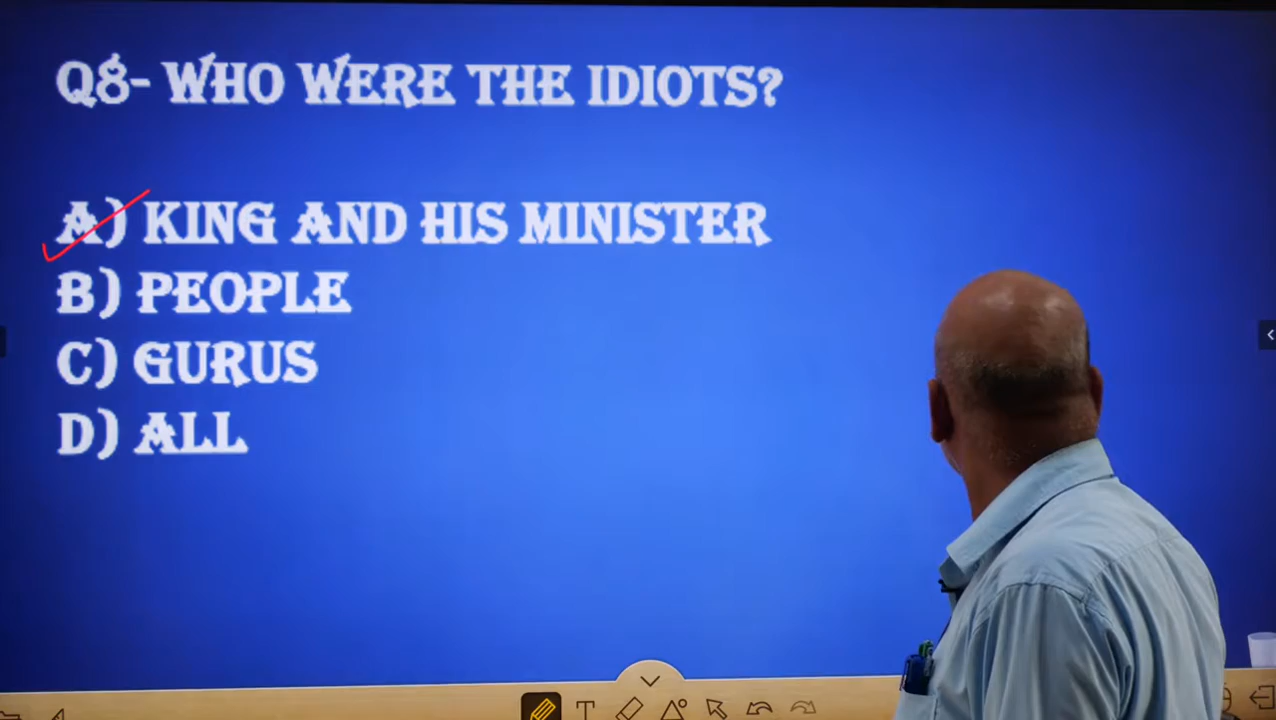 Q8- WHO WERE THE IDIOTS?
A) KING AND HIS MINISTER
B) PEOPLE
C) GURUS
D) ALL